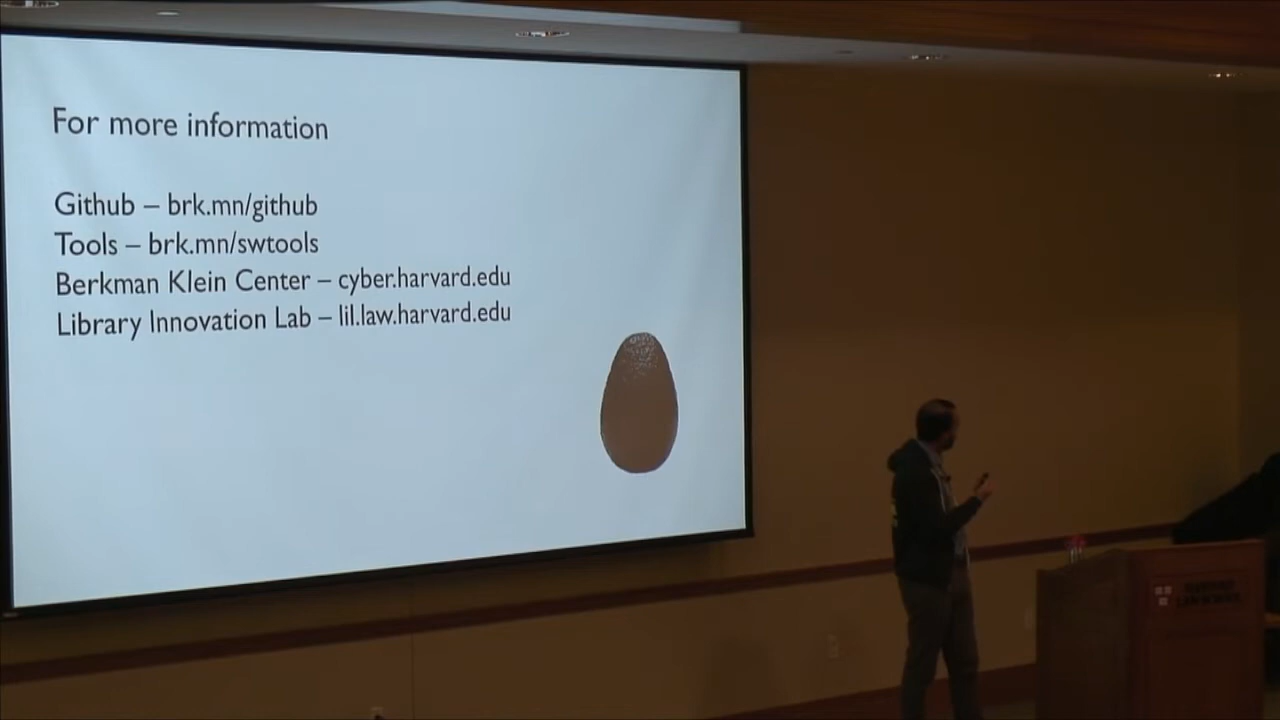 For more information
Github – brk.mn/github
Tools – brk.mn/swtools
Berkman Klein Center – cyber.harvard.edu
Library Innovation Lab – lil.law.harvard.edu